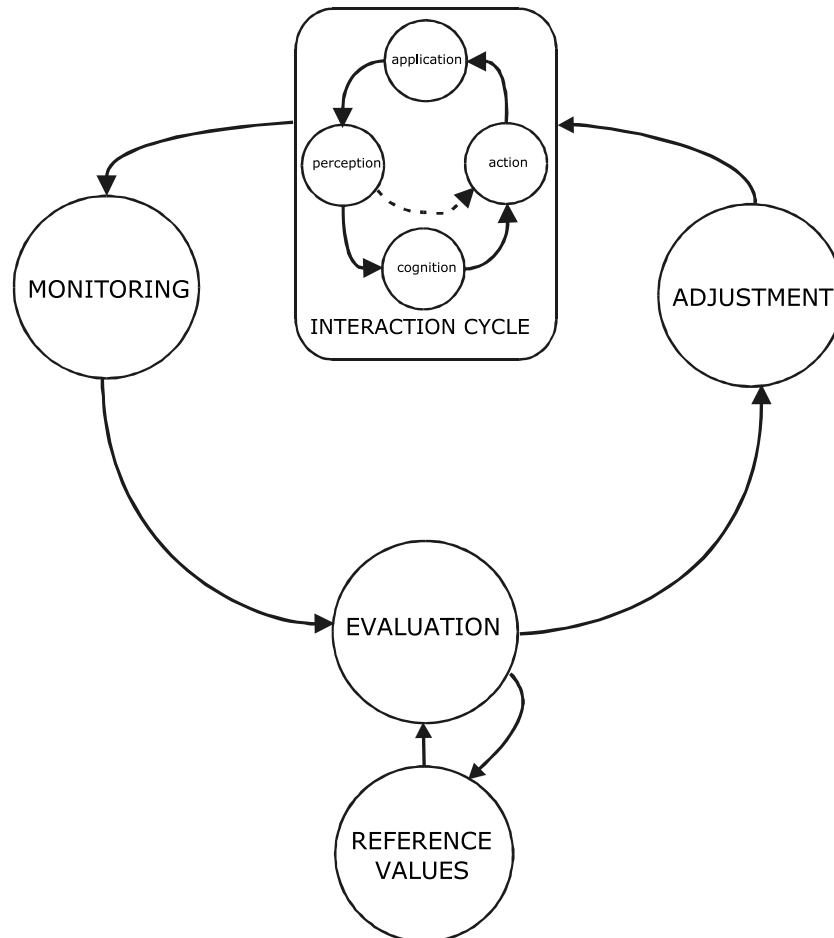 application
perception
action
cognition
INTERACTION CYCLE
MONITORING
ADJUSTMENT
EVALUATION
REFERENCE
VALUES